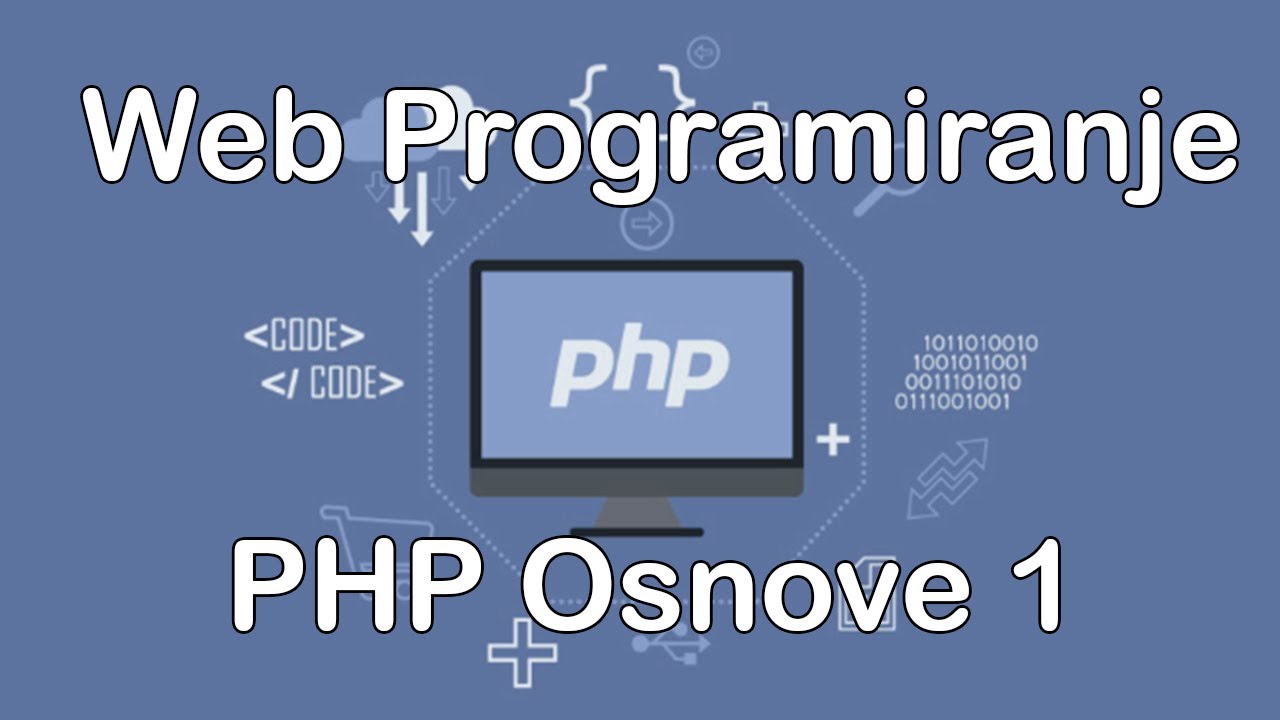 Web Programiranje
{ }
<CODE>
</ CODE>
php
1011010010
1001011001
0011101010
0111001001
PHP Osnove 1